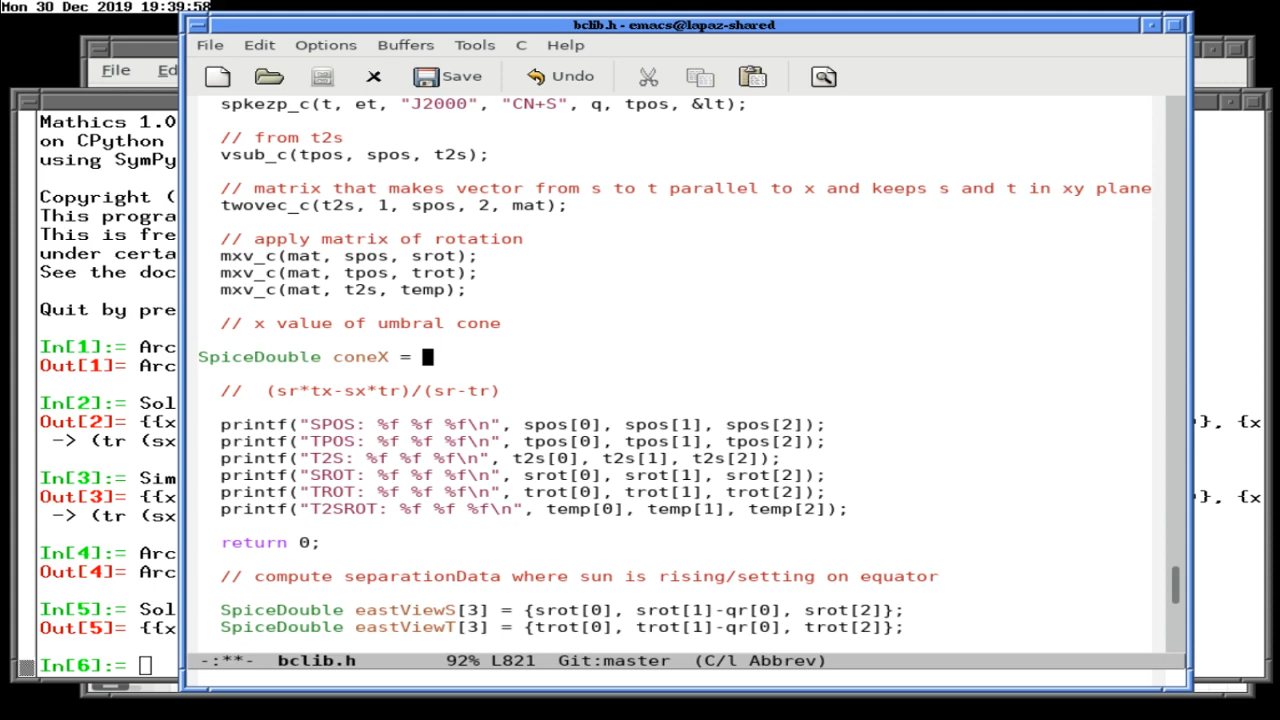 Mon 30 Dec 2019 19:39:58
bclib.h - emacs@lapaz-shared
File Edit Options Buffers Tools C Help
Save Undo
File Ed
spkezp_c(t, et, "J2000", "CN+S", q, tpos, &lt);
// from t2s
vsub_c(tpos, spos, t2s);
// matrix that makes vector from s to t parallel to x and keeps s and t in xy plane
twovec_c(t2s, 1, spos, 2, mat);
// apply matrix of rotation
mxv_c(mat, spos, srot);
mxv_c(mat, tpos, trot);
mxv_c(mat, t2s, temp);
// x value of umbral cone
SpiceDouble coneX =
// (sr*tx-sx*tr)/(sr-tr)
printf("SPOS: %f %f %f\n", spos[0], spos[1], spos[2]);
printf("TPOS: %f %f %f\n", tpos[0], tpos[1], tpos[2]);
printf("T2S: %f %f %f\n", t2s[0], t2s[1], t2s[2]);
printf("SROT: %f %f %f\n", srot[0], srot[1], srot[2]);
printf("TROT: %f %f %f\n", trot[0], trot[1], trot[2]);
printf("T2SROT: %f %f %f\n", temp[0], temp[1], temp[2]);
return 0;
// compute separationData where sun is rising/setting on equator
SpiceDouble eastViewS[3] = {srot[0], srot[1]-qr[0], srot[2]};
SpiceDouble eastViewT[3] = {trot[0], trot[1]-qr[0], trot[2]};
-:**- bclib.h 92% L821 Git:master (C/l Abbrev)
Mathics 1.0
on CPython
using SymPy
Copyright (
This progra
This is fre
under certa
See the doc
Quit by pre
In[1]:= Arc
Out[1]= Arc
In[2]:= Sol
Out[2]= {{x
-> (tr (sx
In[3]:= Sim
Out[3]= {{x
-> (tr (sx
In[4]:= Arc
Out[4]= Arc
In[5]:= Sol
Out[5]= {{x
In[6]:=
}, {x
}, {x